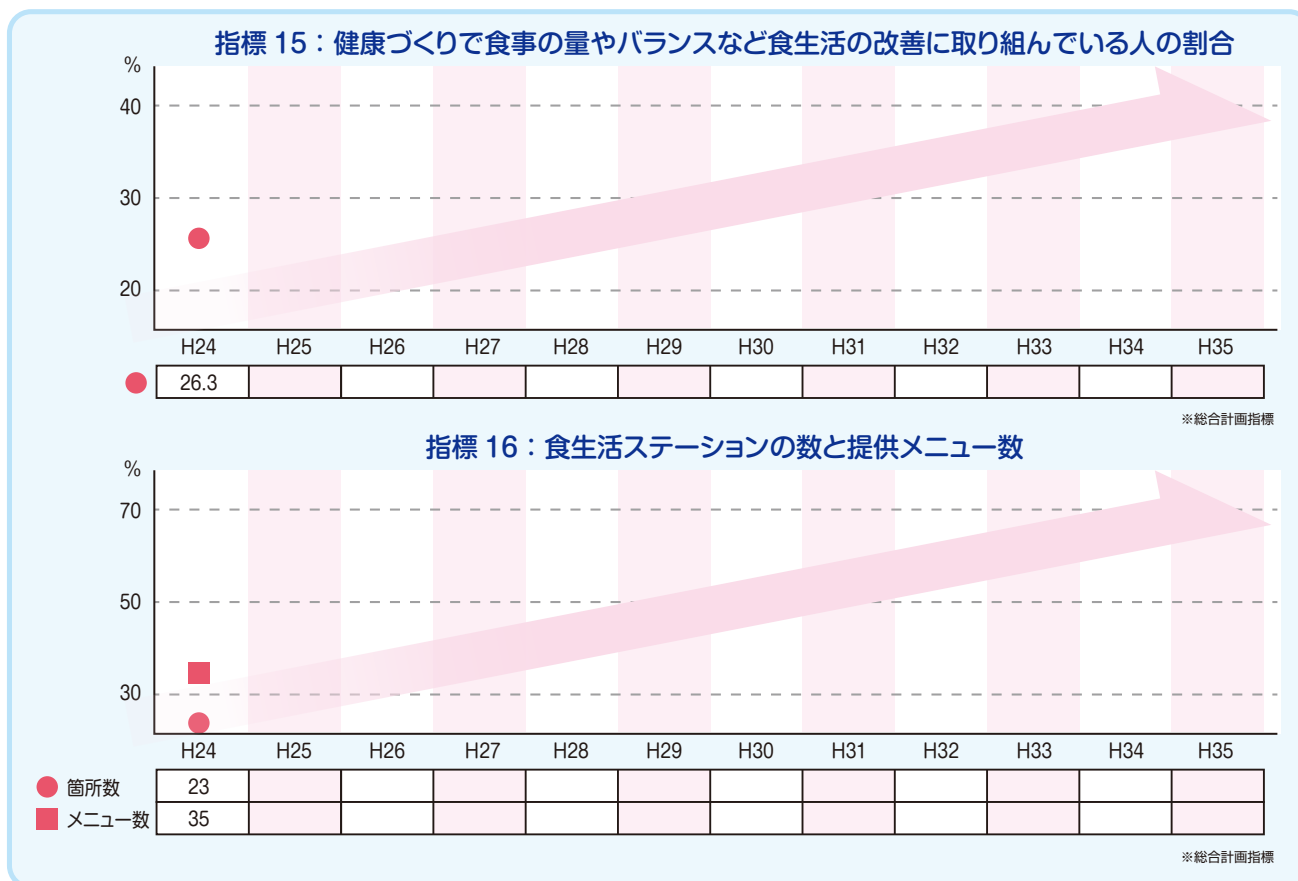 指標 15：健康づくりで食事の量やバランスなど食生活の改善に取り組んでいる人の割合
%
40
30
20
H24 H25 H26 H27 H28 H29 H30 H31 H32 H33 H34 H35
26.3
※総合計画指標
指標 16：食生活ステーションの数と提供メニュー数
%
70
50
30
H24 H25 H26 H27 H28 H29 H30 H31 H32 H33 H34 H35
箇所数 23
メニュー数 35
※総合計画指標